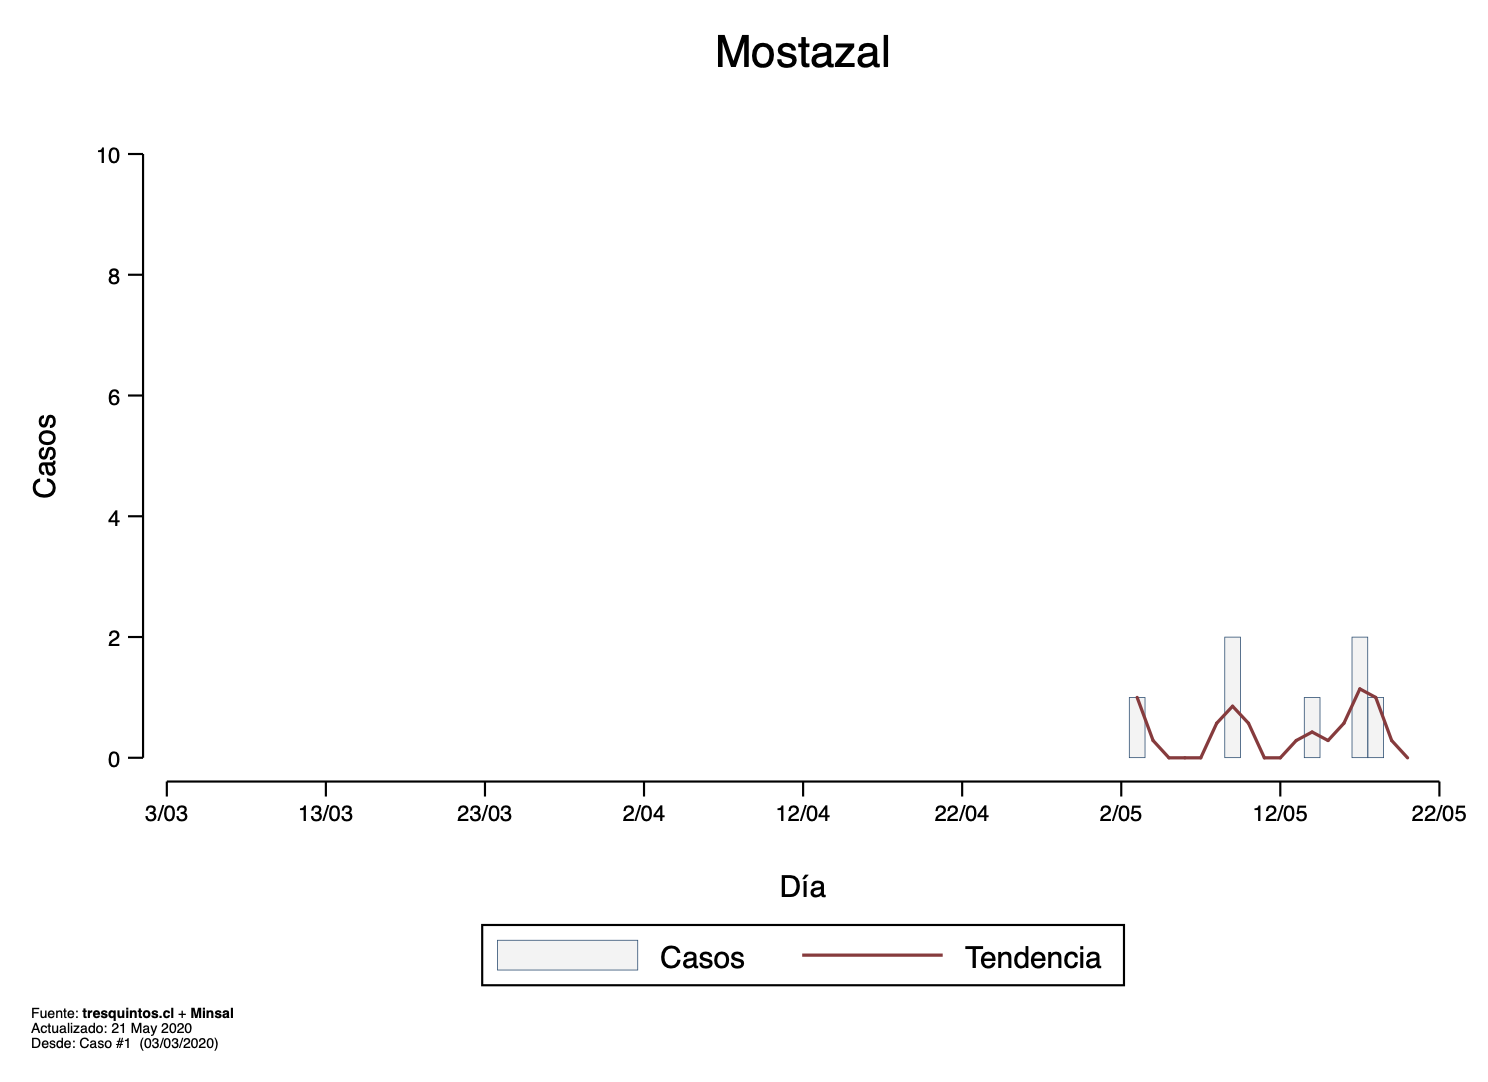 Mostazal
10
8
6
4
2
0
Casos
3/03 13/03 23/03 2/04 12/04 22/04 2/05 12/05 22/05
Día
Casos Tendencia
Fuente: tresquintos.cl + Minsal
Actualizado: 21 May 2020
Desde: Caso #1 (03/03/2020)